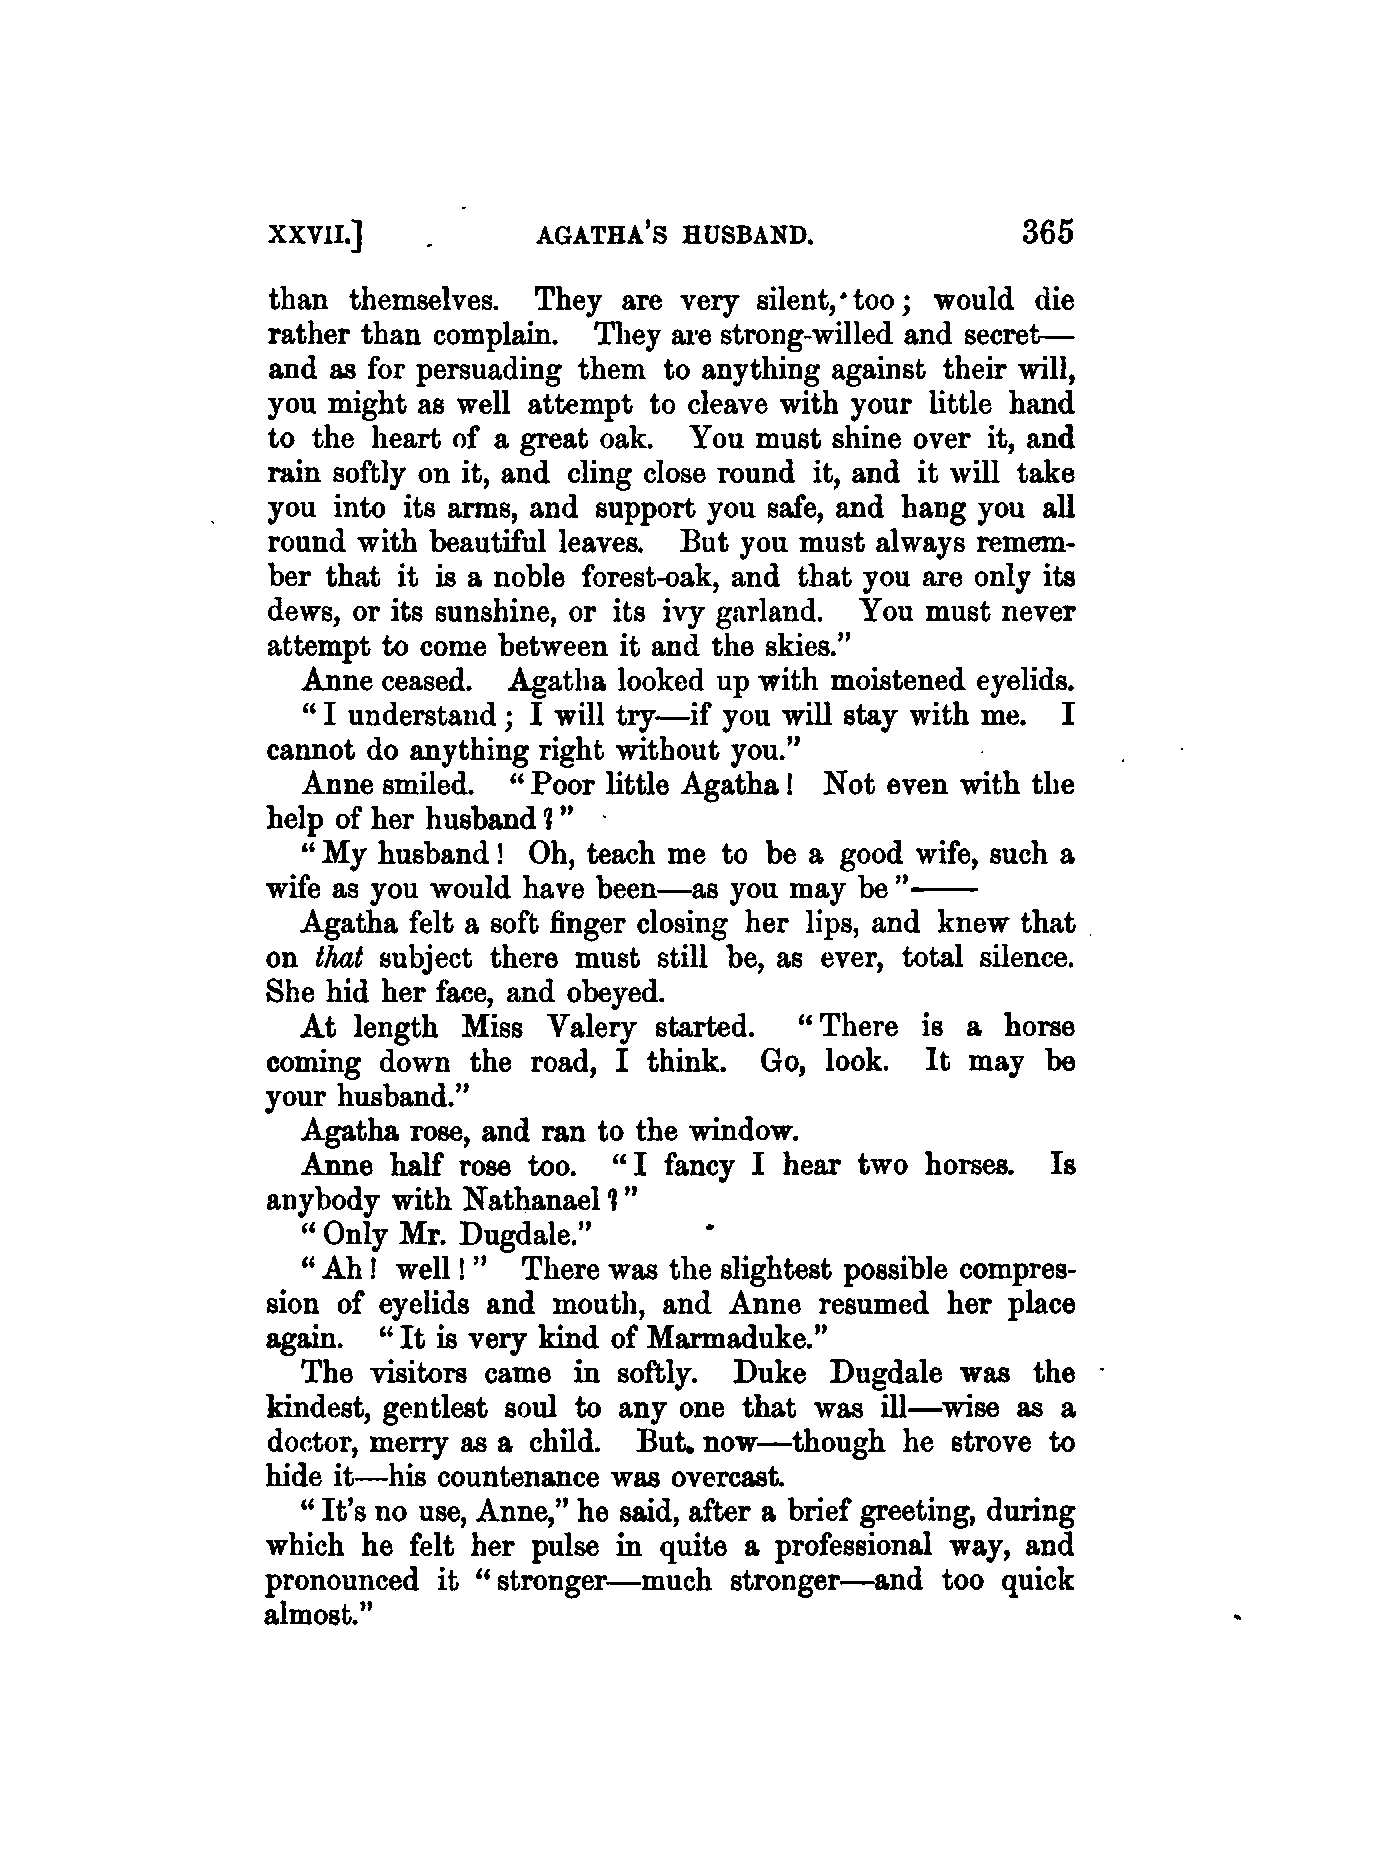 XXVII.] AGATHA'S HUSBAND. 365
than themselves. They are very silent, too; would die
rather than complain. They are strong-willed and secret—
and as for persuading them to anything against their will,
you might as well attempt to cleave with your little hand
to the heart of a great oak. You must shine over it, and
rain softly on it, and cling close round it, and it will take
you into its arms, and support you safe, and hang you all
round with beautiful leaves. But you must always remem-
ber that it is a noble forest-oak, and that you are only its
dews, or its sunshine, or its ivy garland. You must never
attempt to come between it and the skies."
Anne ceased. Agatha looked up with moistened eyelids.
"I understand; I will try—if you will stay with me. I
cannot do anything right without you."
Anne smiled. "Poor little Agatha! Not even with the
help of her husband?"
"My husband! Oh, teach me to be a good wife, such a
wife as you would have been—as you may be"——
Agatha felt a soft finger closing her lips, and knew that
on that subject there must still be, as ever, total silence.
She hid her face, and obeyed.
At length Miss Valery started. "There is a horse
coming down the road, I think. Go, look. It may be
your husband."
Agatha rose, and ran to the window.
Anne half rose too. "I fancy I hear two horses. Is
anybody with Nathanael?"
"Only Mr. Dugdale."
"Ah! well!" There was the slightest possible compres-
sion of eyelids and mouth, and Anne resumed her place
again. "It is very kind of Marmaduke."
The visitors came in softly. Duke Dugdale was the
kindest, gentlest soul to any one that was ill—wise as a
doctor, merry as a child. But now—though he strove to
hide it—his countenance was overcast.
"It's no use, Anne," he said, after a brief greeting, during
which he felt her pulse in quite a professional way, and
pronounced it "stronger—much stronger—and too quick
almost."